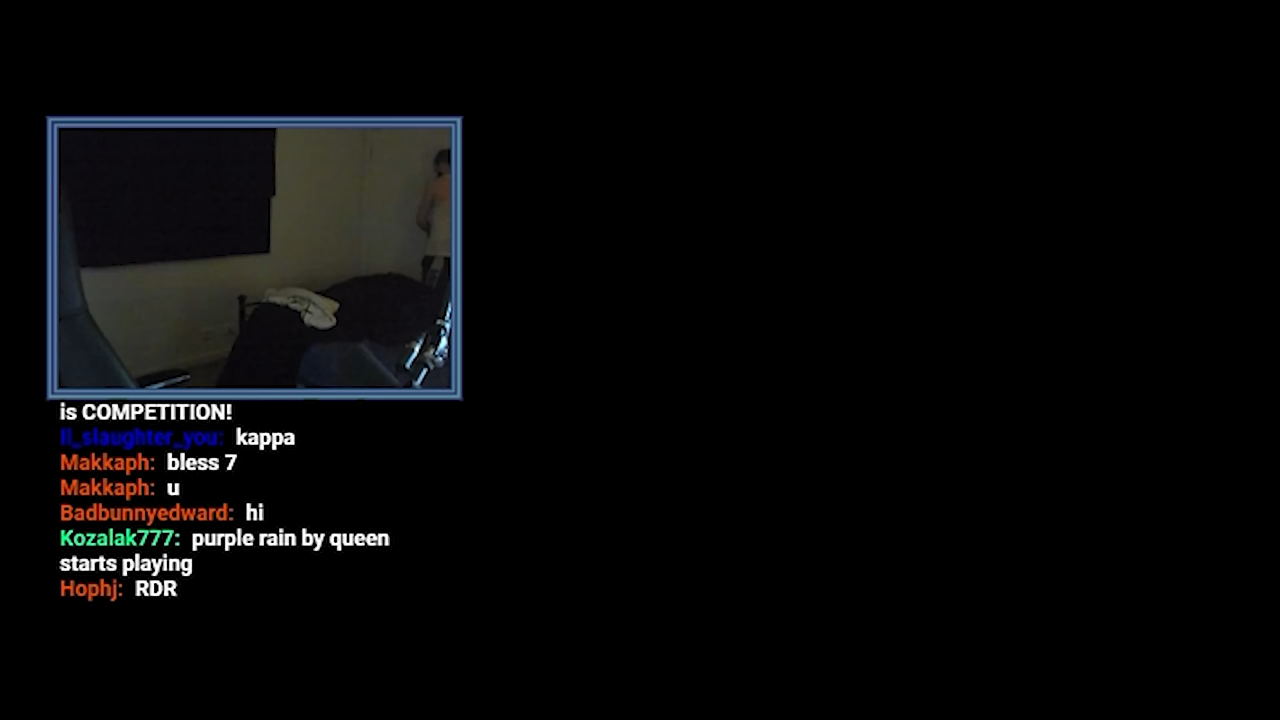 is COMPETITION!
ll_slaughter_you: kappa
Makkaph: bless 7
Makkaph: u
Badbunnyedward: hi
Kozalak777: purple rain by queen
starts playing
Hophj: RDR